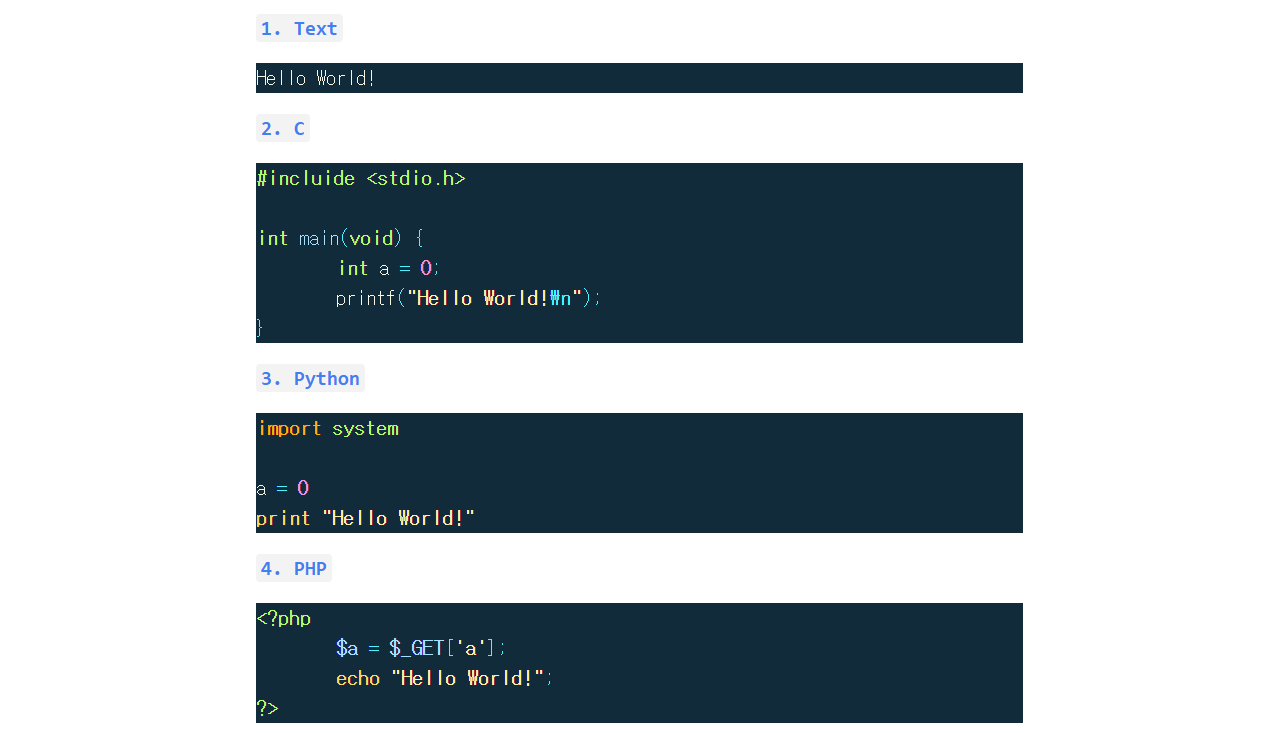 1. Text
Hello World!
2. C
#incluide <stdio.h>
int main(void) {
int a = 0;
printf("Hello World!₩n");
}
3. Python
import system
a = 0
print "Hello World!"
4. PHP
<?php
$a = $_GET['a'];
echo "Hello World!";
?>